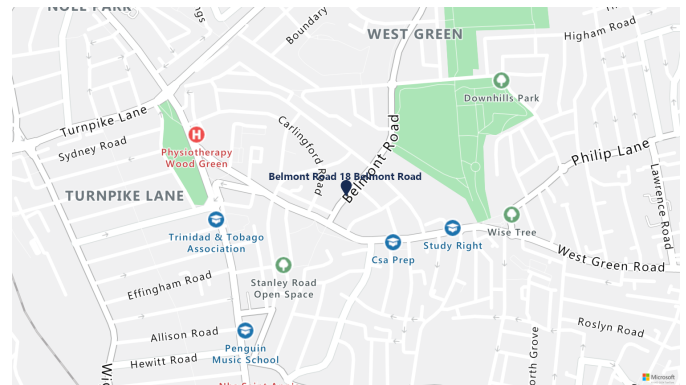 NOEL PARK
ngs
Boundary
WEST GREEN
Higham Road
Downhills Park
Turnpike Lane
Sydney Road
Carlingford Road
Belmont Road
Physiotherapy
Wood Green
Philip Lane
Belmont Road 18 Belmont Road
TURNPIKE LANE
Lawrence Road
Trinidad & Tobago
Association
Wise Tree
Study Right
Csa Prep
West Green Road
Stanley Road
Open Space
Effingham Road
Allison Road
Penguin
Music School
Hewitt Road
Roslyn Road
orth Grove
Microsoft